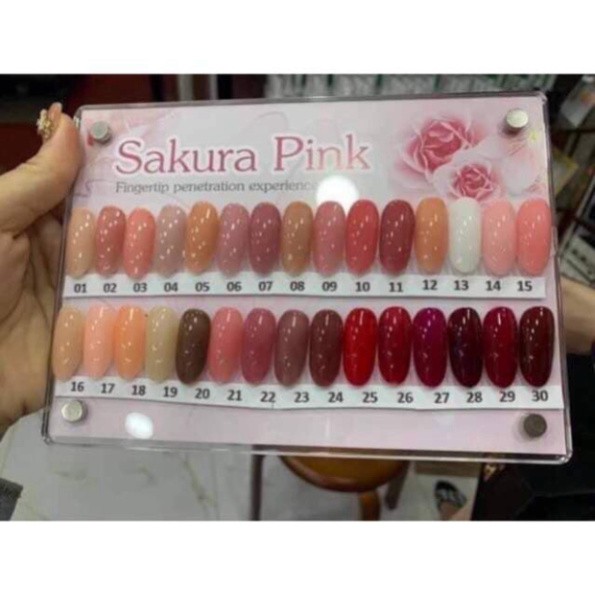 Sakura Pink
Fingertip penetration experience
01 02 03 04 05 06 07 08 09 10 11 12 13 14 15
16 17 18 19 20 21 22 23 24 25 26 27 28 29 30